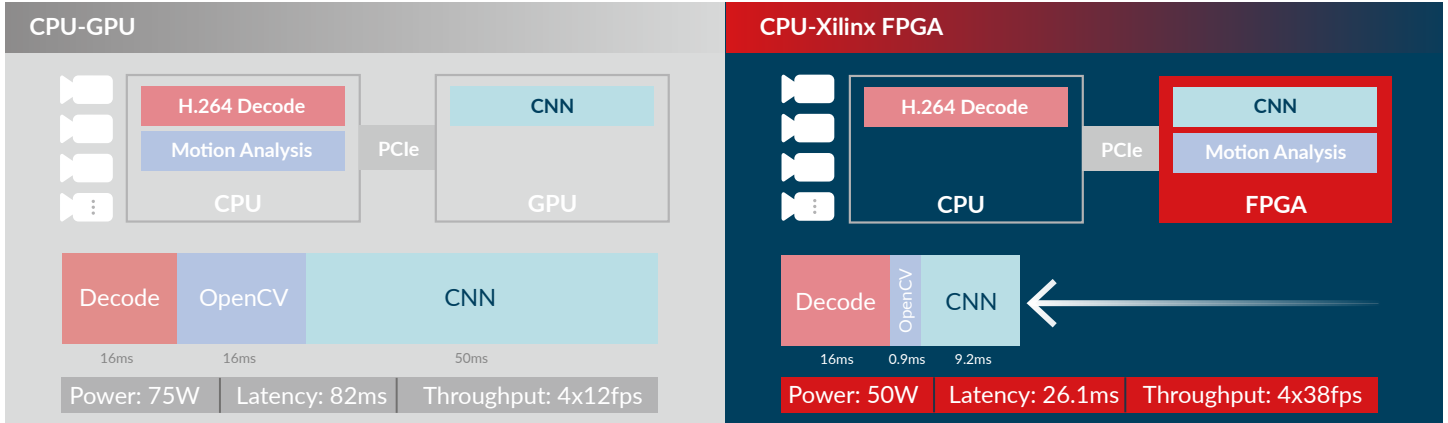 CPU-GPU
H.264 Decode
Motion Analysis
CPU
PCIe
CNN
GPU
Decode
OpenCV
CNN
16ms
16ms
50ms
Power: 75W
Latency: 82ms
Throughput: 4x12fps
CPU-Xilinx FPGA
H.264 Decode
CPU
PCIe
CNN
Motion Analysis
FPGA
Decode
OpenCV
CNN
16ms
0.9ms
9.2ms
Power: 50W
Latency: 26.1ms
Throughput: 4x38fps